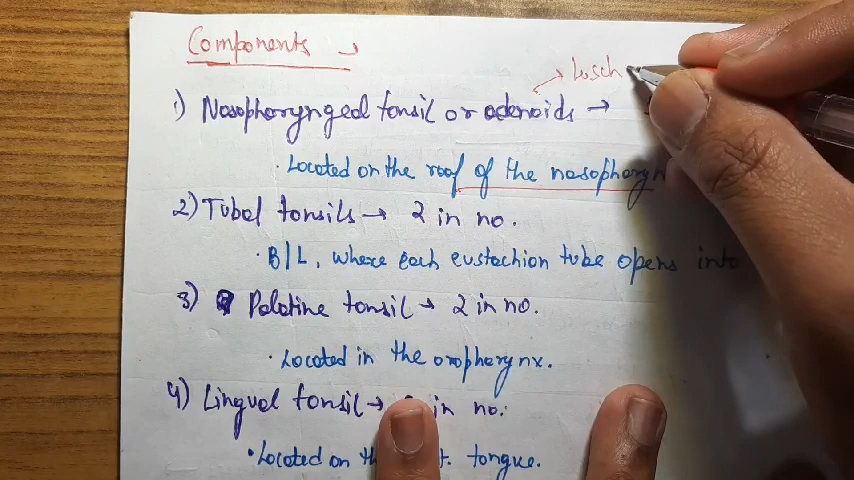 Components →
→ Lusch
1) Nasopharyngeal tonsil or adenoids →
• Located on the roof of the nasophary
2) Tubal tonsils → 2 in no.
• B/L, where each eustachian tube opens into
3) Palatine tonsil → 2 in no.
• Located in the oropharynx.
4) Lingual tonsil → in no.
• Located on t. tongue.